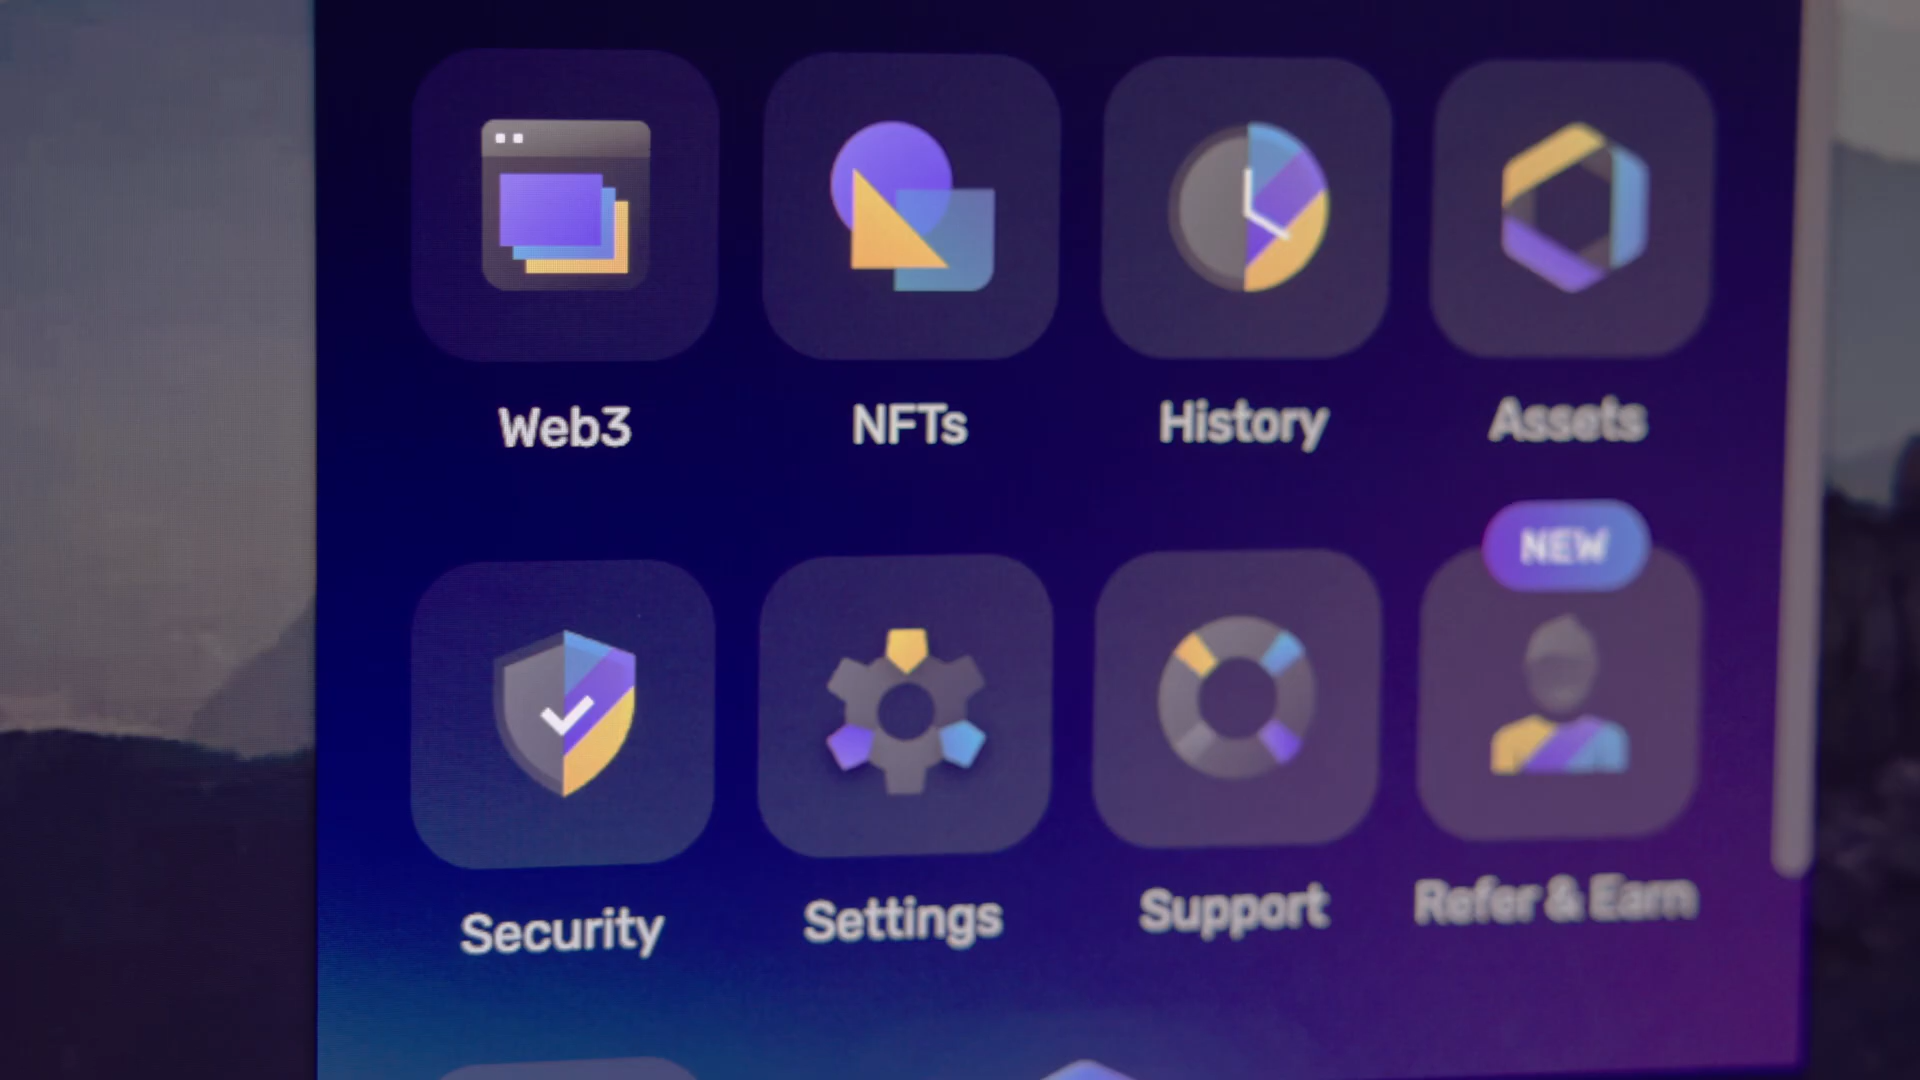 Web3
NFTs
History
Assets
NEW
Security
Settings
Support
Refer & Earn